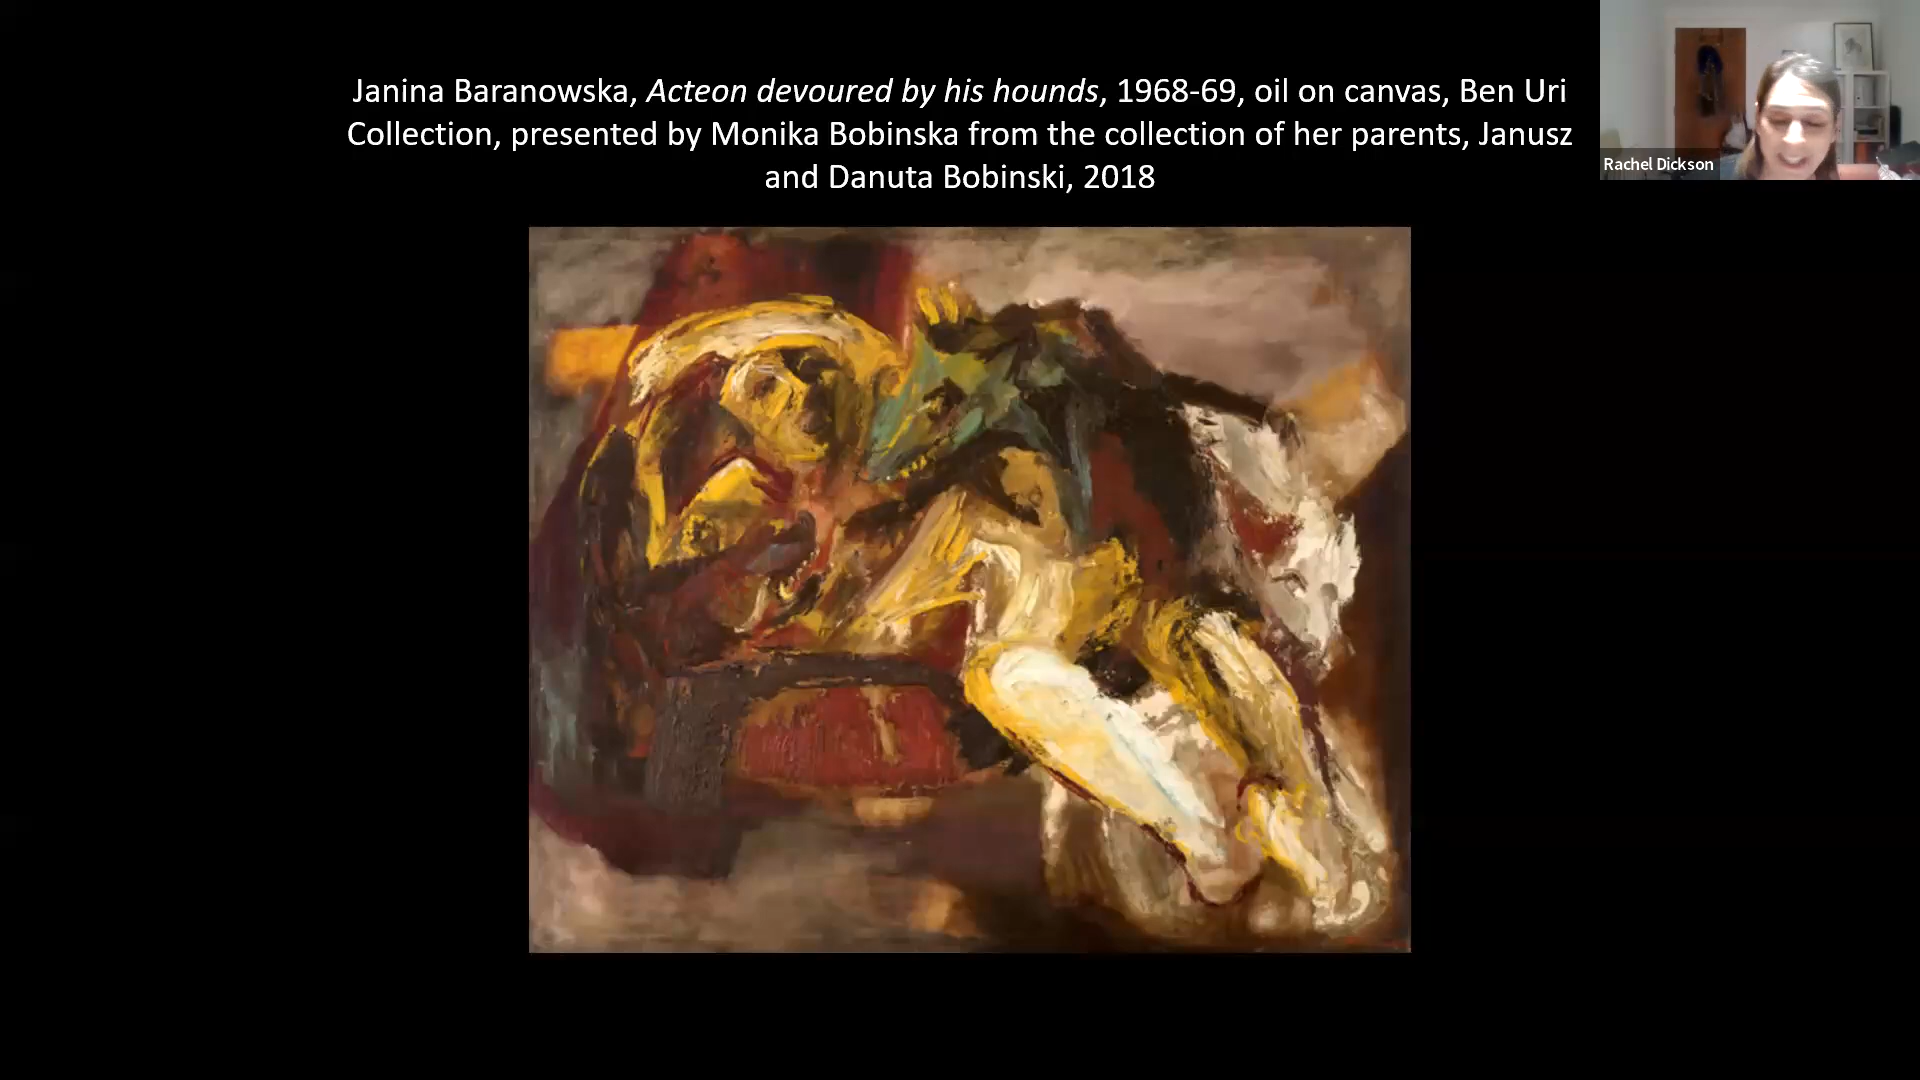 Janina Baranowska, Acteon devoured by his hounds, 1968-69, oil on canvas, Ben Uri
Collection, presented by Monika Bobinska from the collection of her parents, Janusz
and Danuta Bobinski, 2018
Rachel Dickson